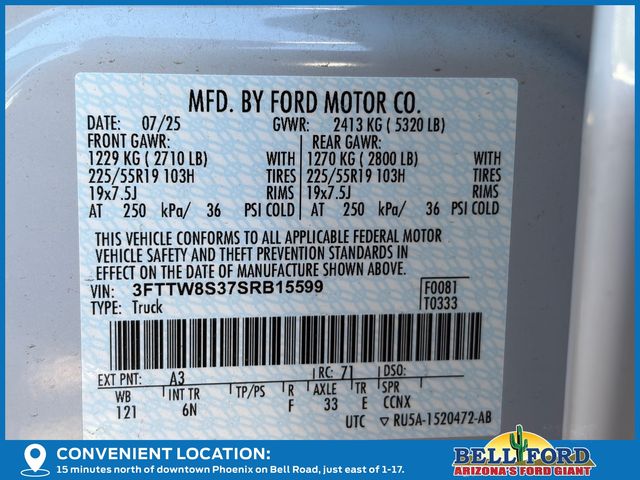 MFD. BY FORD MOTOR CO.
DATE: 07/25 GVWR: 2413 KG ( 5320 LB)
FRONT GAWR: REAR GAWR:
1229 KG ( 2710 LB) WITH 1270 KG ( 2800 LB) WITH
225/55R19 103H TIRES 225/55R19 103H TIRES
19x7.5J RIMS 19x7.5J RIMS
AT 250 kPa/ 36 PSI COLD AT 250 kPa/ 36 PSI COLD
THIS VEHICLE CONFORMS TO ALL APPLICABLE FEDERAL MOTOR
VEHICLE SAFETY AND THEFT PREVENTION STANDARDS IN
EFFECT ON THE DATE OF MANUFACTURE SHOWN ABOVE.
VIN: 3FTTW8S37SRB15599 F0081
TYPE: Truck T0333
EXT PNT: A3 RC: 71 DSO:
WB INT TR TP/PS R AXLE TR SPR
121 6N F 33 E CCNX
UTC ▽ RU5A-1520472-AB
CONVENIENT LOCATION:
15 minutes north of downtown Phoenix on Bell Road, just east of 1-17.
BELL FORD
ARIZONA'S FORD GIANT